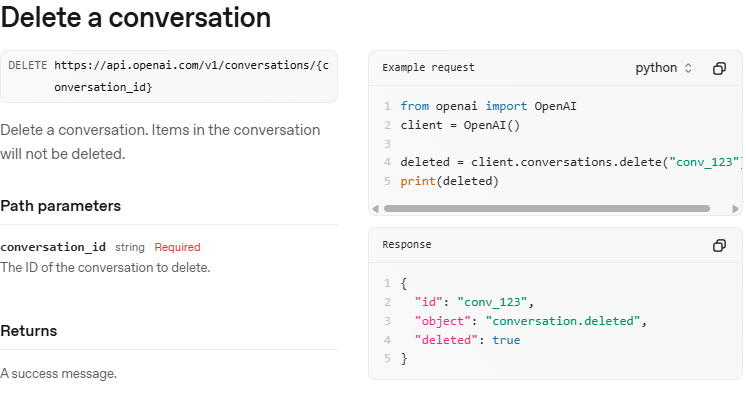 Delete a conversation
DELETE https://api.openai.com/v1/conversations/{c
onversation_id}
Delete a conversation. Items in the conversation
will not be deleted.
Path parameters
conversation_id string Required
The ID of the conversation to delete.
Returns
A success message.
Example request python
1 from openai import OpenAI
2 client = OpenAI()
3
4 deleted = client.conversations.delete("conv_123")
5 print(deleted)
Response
1 {
2   "id": "conv_123",
3   "object": "conversation.deleted",
4   "deleted": true
5 }